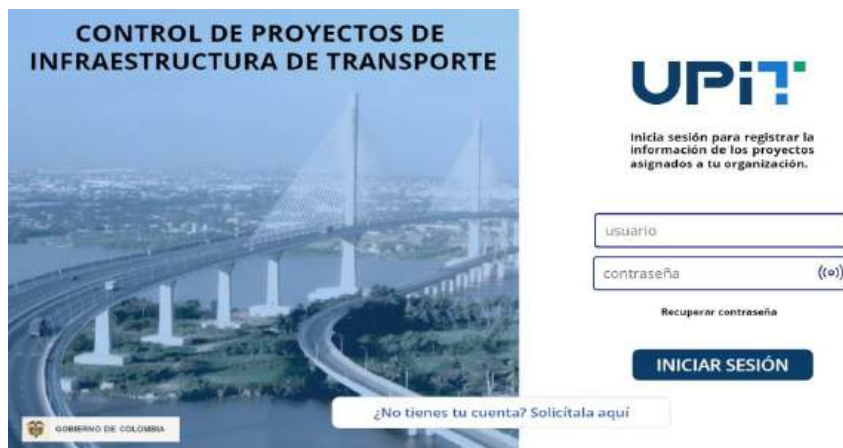 CONTROL DE PROYECTOS DE
INFRAESTRUCTURA DE TRANSPORTE
UPiT
Inicia sesión para registrar la
información de los proyectos
asignados a tu organización.
usuario
contraseña
Recuperar contraseña
INICIAR SESIÓN
¿No tienes tu cuenta? Solicítala aquí
GOBIERNO DE COLOMBIA